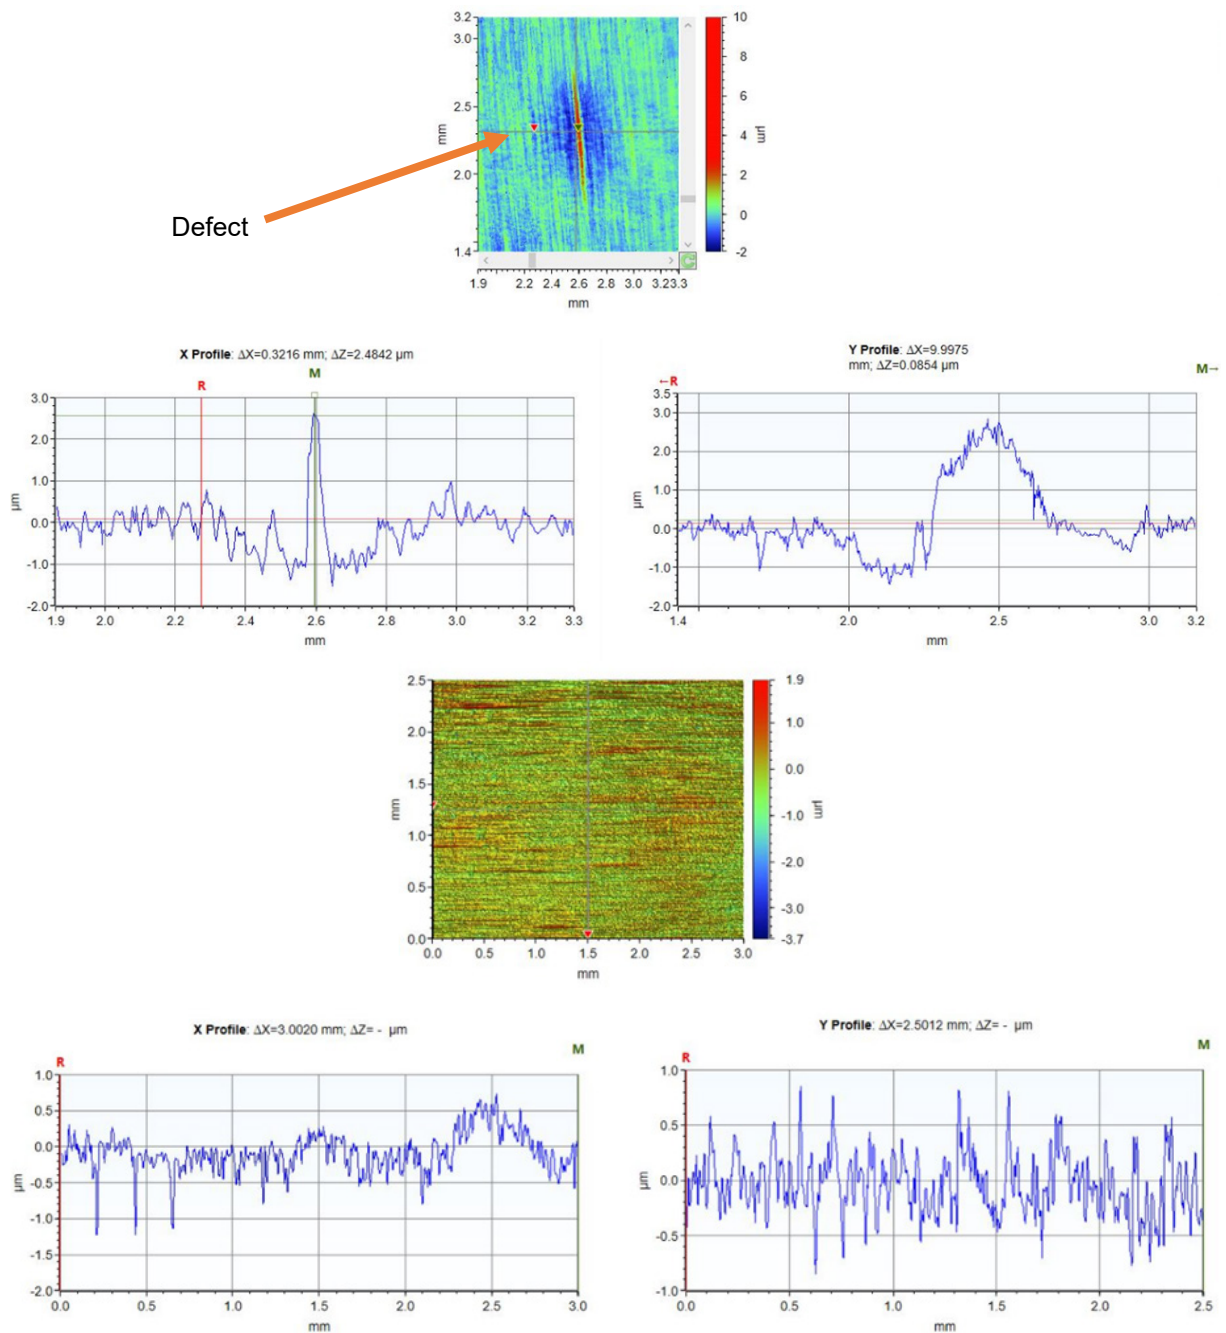 3.2
3.0
2.5
2.0
1.4
mm
1.9 2.2 2.4 2.6 2.8 3.0 3.23.3
mm
10
8
6
4
2
0
-2
µm
Defect
X Profile: ΔX=0.3216 mm; ΔZ=2.4842 µm
R
M
3.0
2.0
1.0
0.0
-1.0
-2.0
µm
1.9 2.0 2.2 2.4 2.6 2.8 3.0 3.3
mm
Y Profile: ΔX=9.9975
mm; ΔZ=0.0854 µm
←R
M→
3.5
3.0
2.0
1.0
0.0
-1.0
-2.0
µm
1.4 2.0 2.5 3.0 3.2
mm
2.5
2.0
1.5
1.0
0.5
0.0
mm
0.0 0.5 1.0 1.5 2.0 2.5 3.0
mm
1.9
1.0
0.0
-1.0
-2.0
-3.0
-3.7
µm
X Profile: ΔX=3.0020 mm; ΔZ= - µm
R
M
1.0
0.5
0.0
-0.5
-1.0
-1.5
-2.0
µm
0.0 0.5 1.0 1.5 2.0 2.5 3.0
mm
Y Profile: ΔX=2.5012 mm; ΔZ= - µm
R
M
1.0
0.5
0.0
-0.5
-1.0
µm
0.0 0.5 1.0 1.5 2.0 2.5
mm